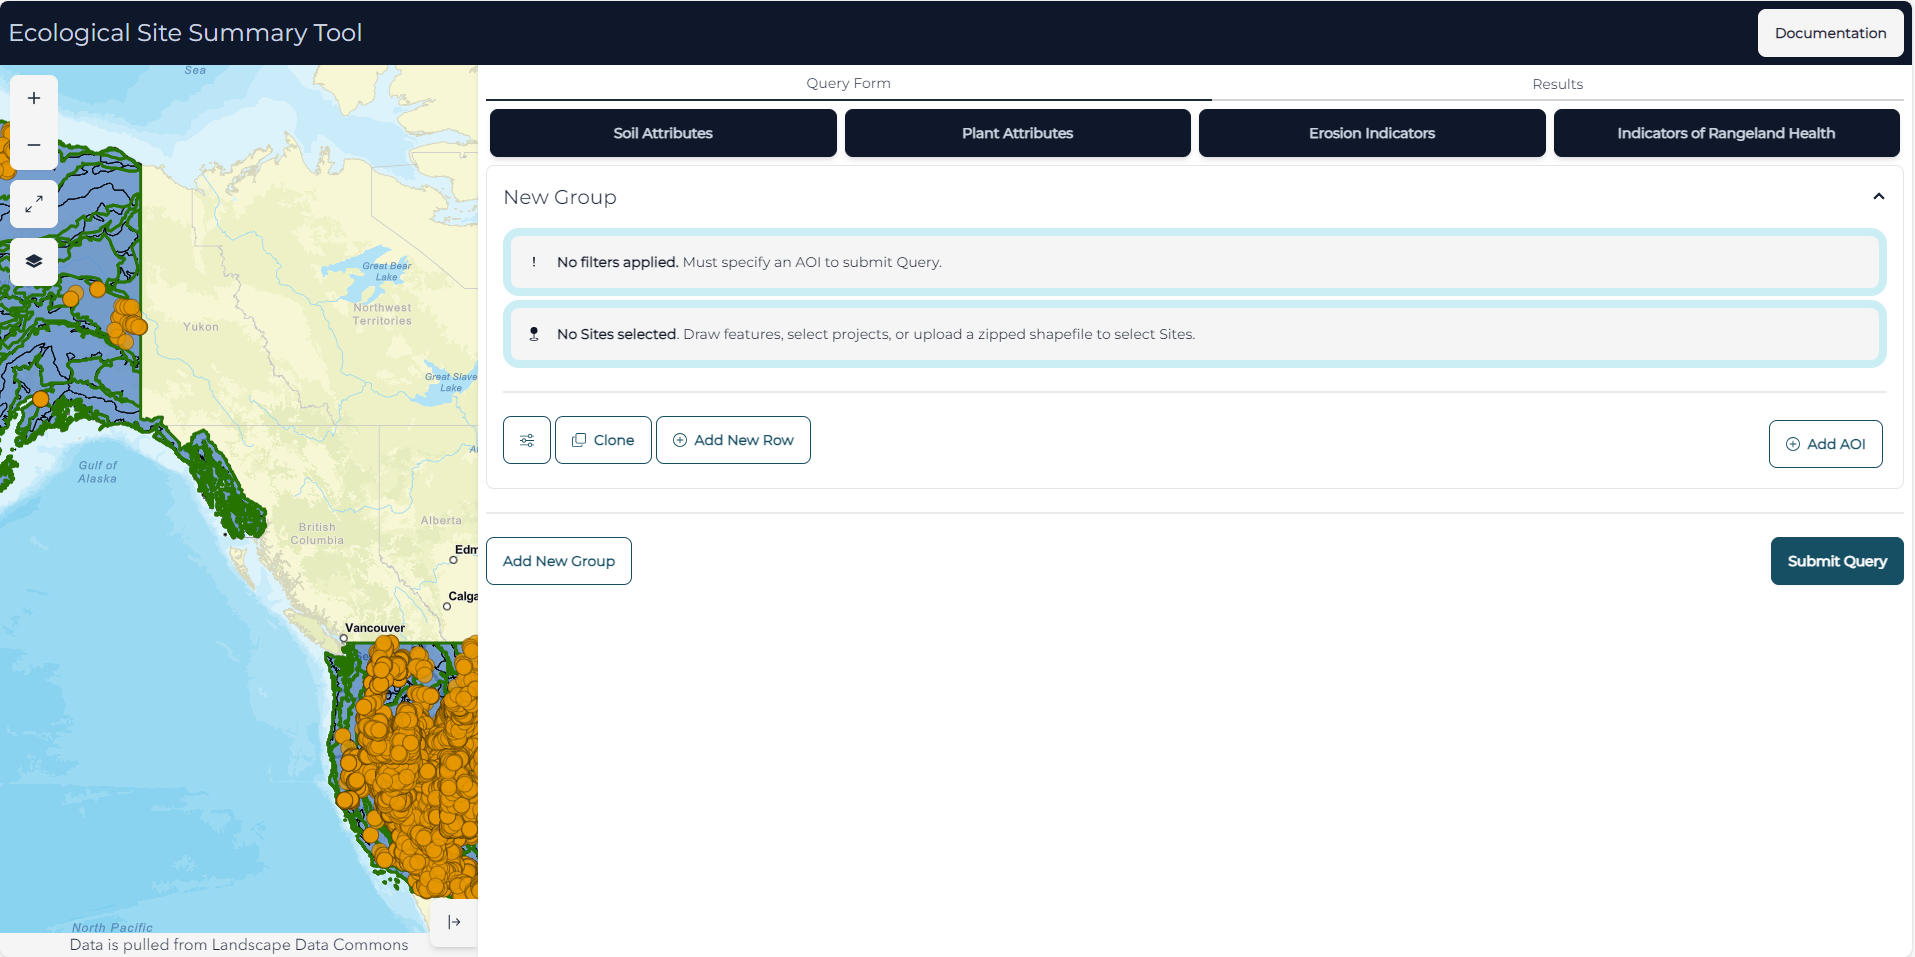 Ecological Site Summary Tool
Documentation
Query Form
Results
Soil Attributes
Plant Attributes
Erosion Indicators
Indicators of Rangeland Health
New Group
! No filters applied. Must specify an AOI to submit Query.
No Sites selected. Draw features, select projects, or upload a zipped shapefile to select Sites.
Clone
Add New Row
Add AOI
Add New Group
Submit Query
Sea
Great Bear
Lake
Northwest
Territories
Yukon
Great Slave
Lake
Gulf of
Alaska
British
Columbia
Alberta
Edm
Calga
Vancouver
North Pacific
Data is pulled from Landscape Data Commons